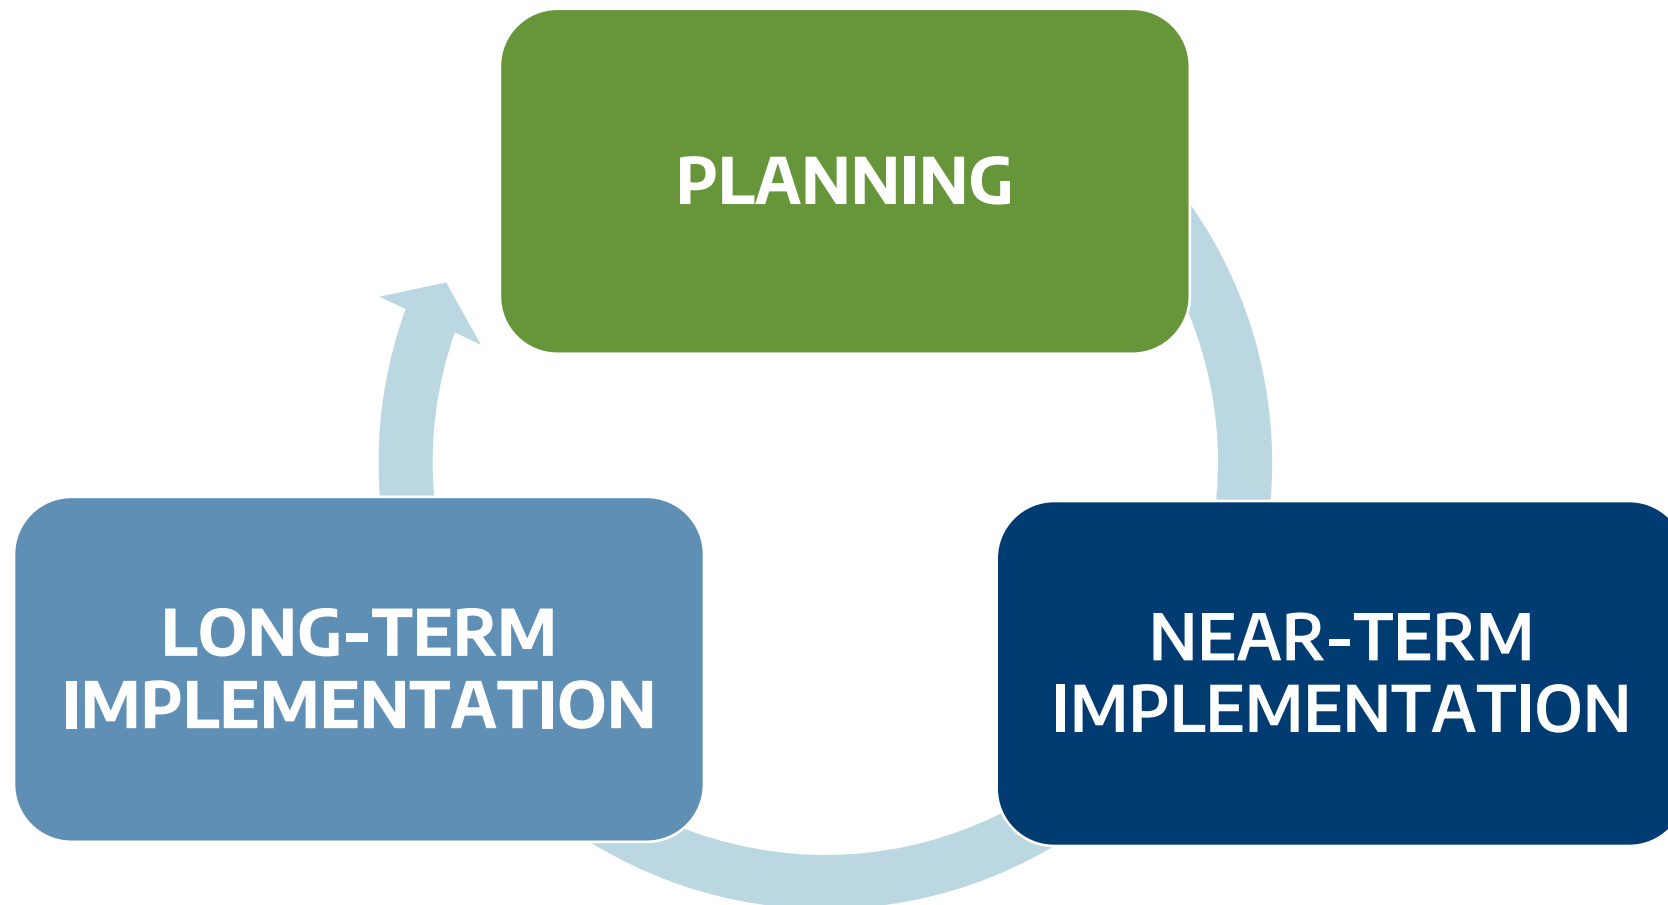 PLANNING
LONG-TERM
IMPLEMENTATION
NEAR-TERM
IMPLEMENTATION